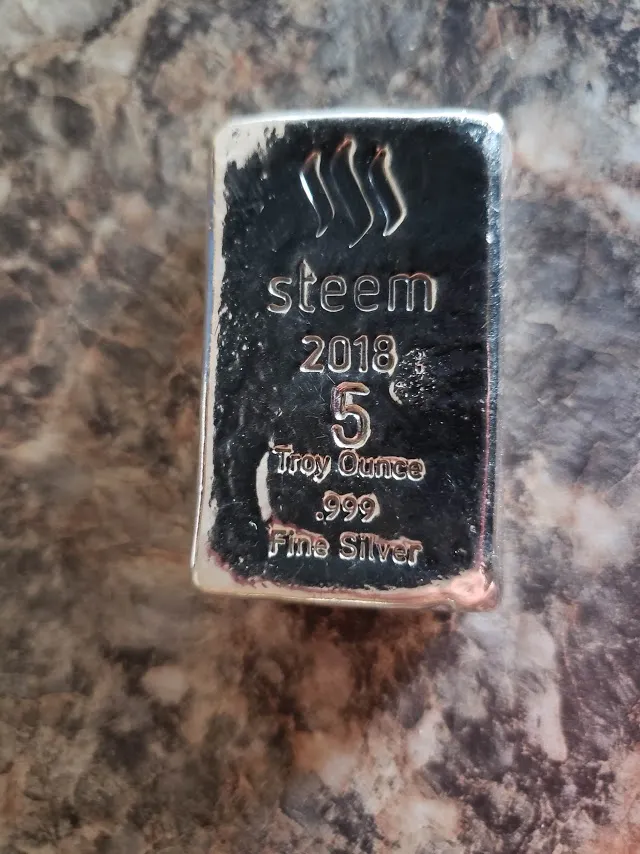 steem
2018
5
Troy Ounce
.999
Fine Silver